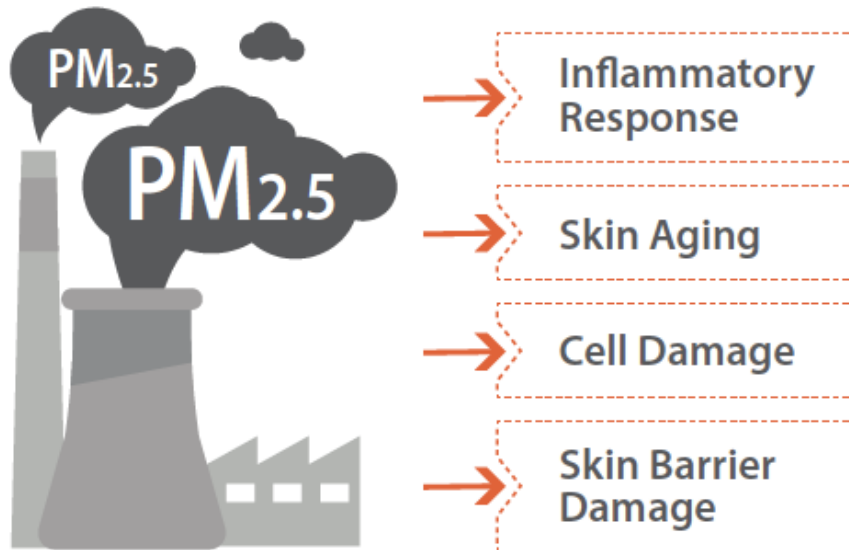 PM2.5
PM2.5
Inflammatory
Response
Skin Aging
Cell Damage
Skin Barrier
Damage